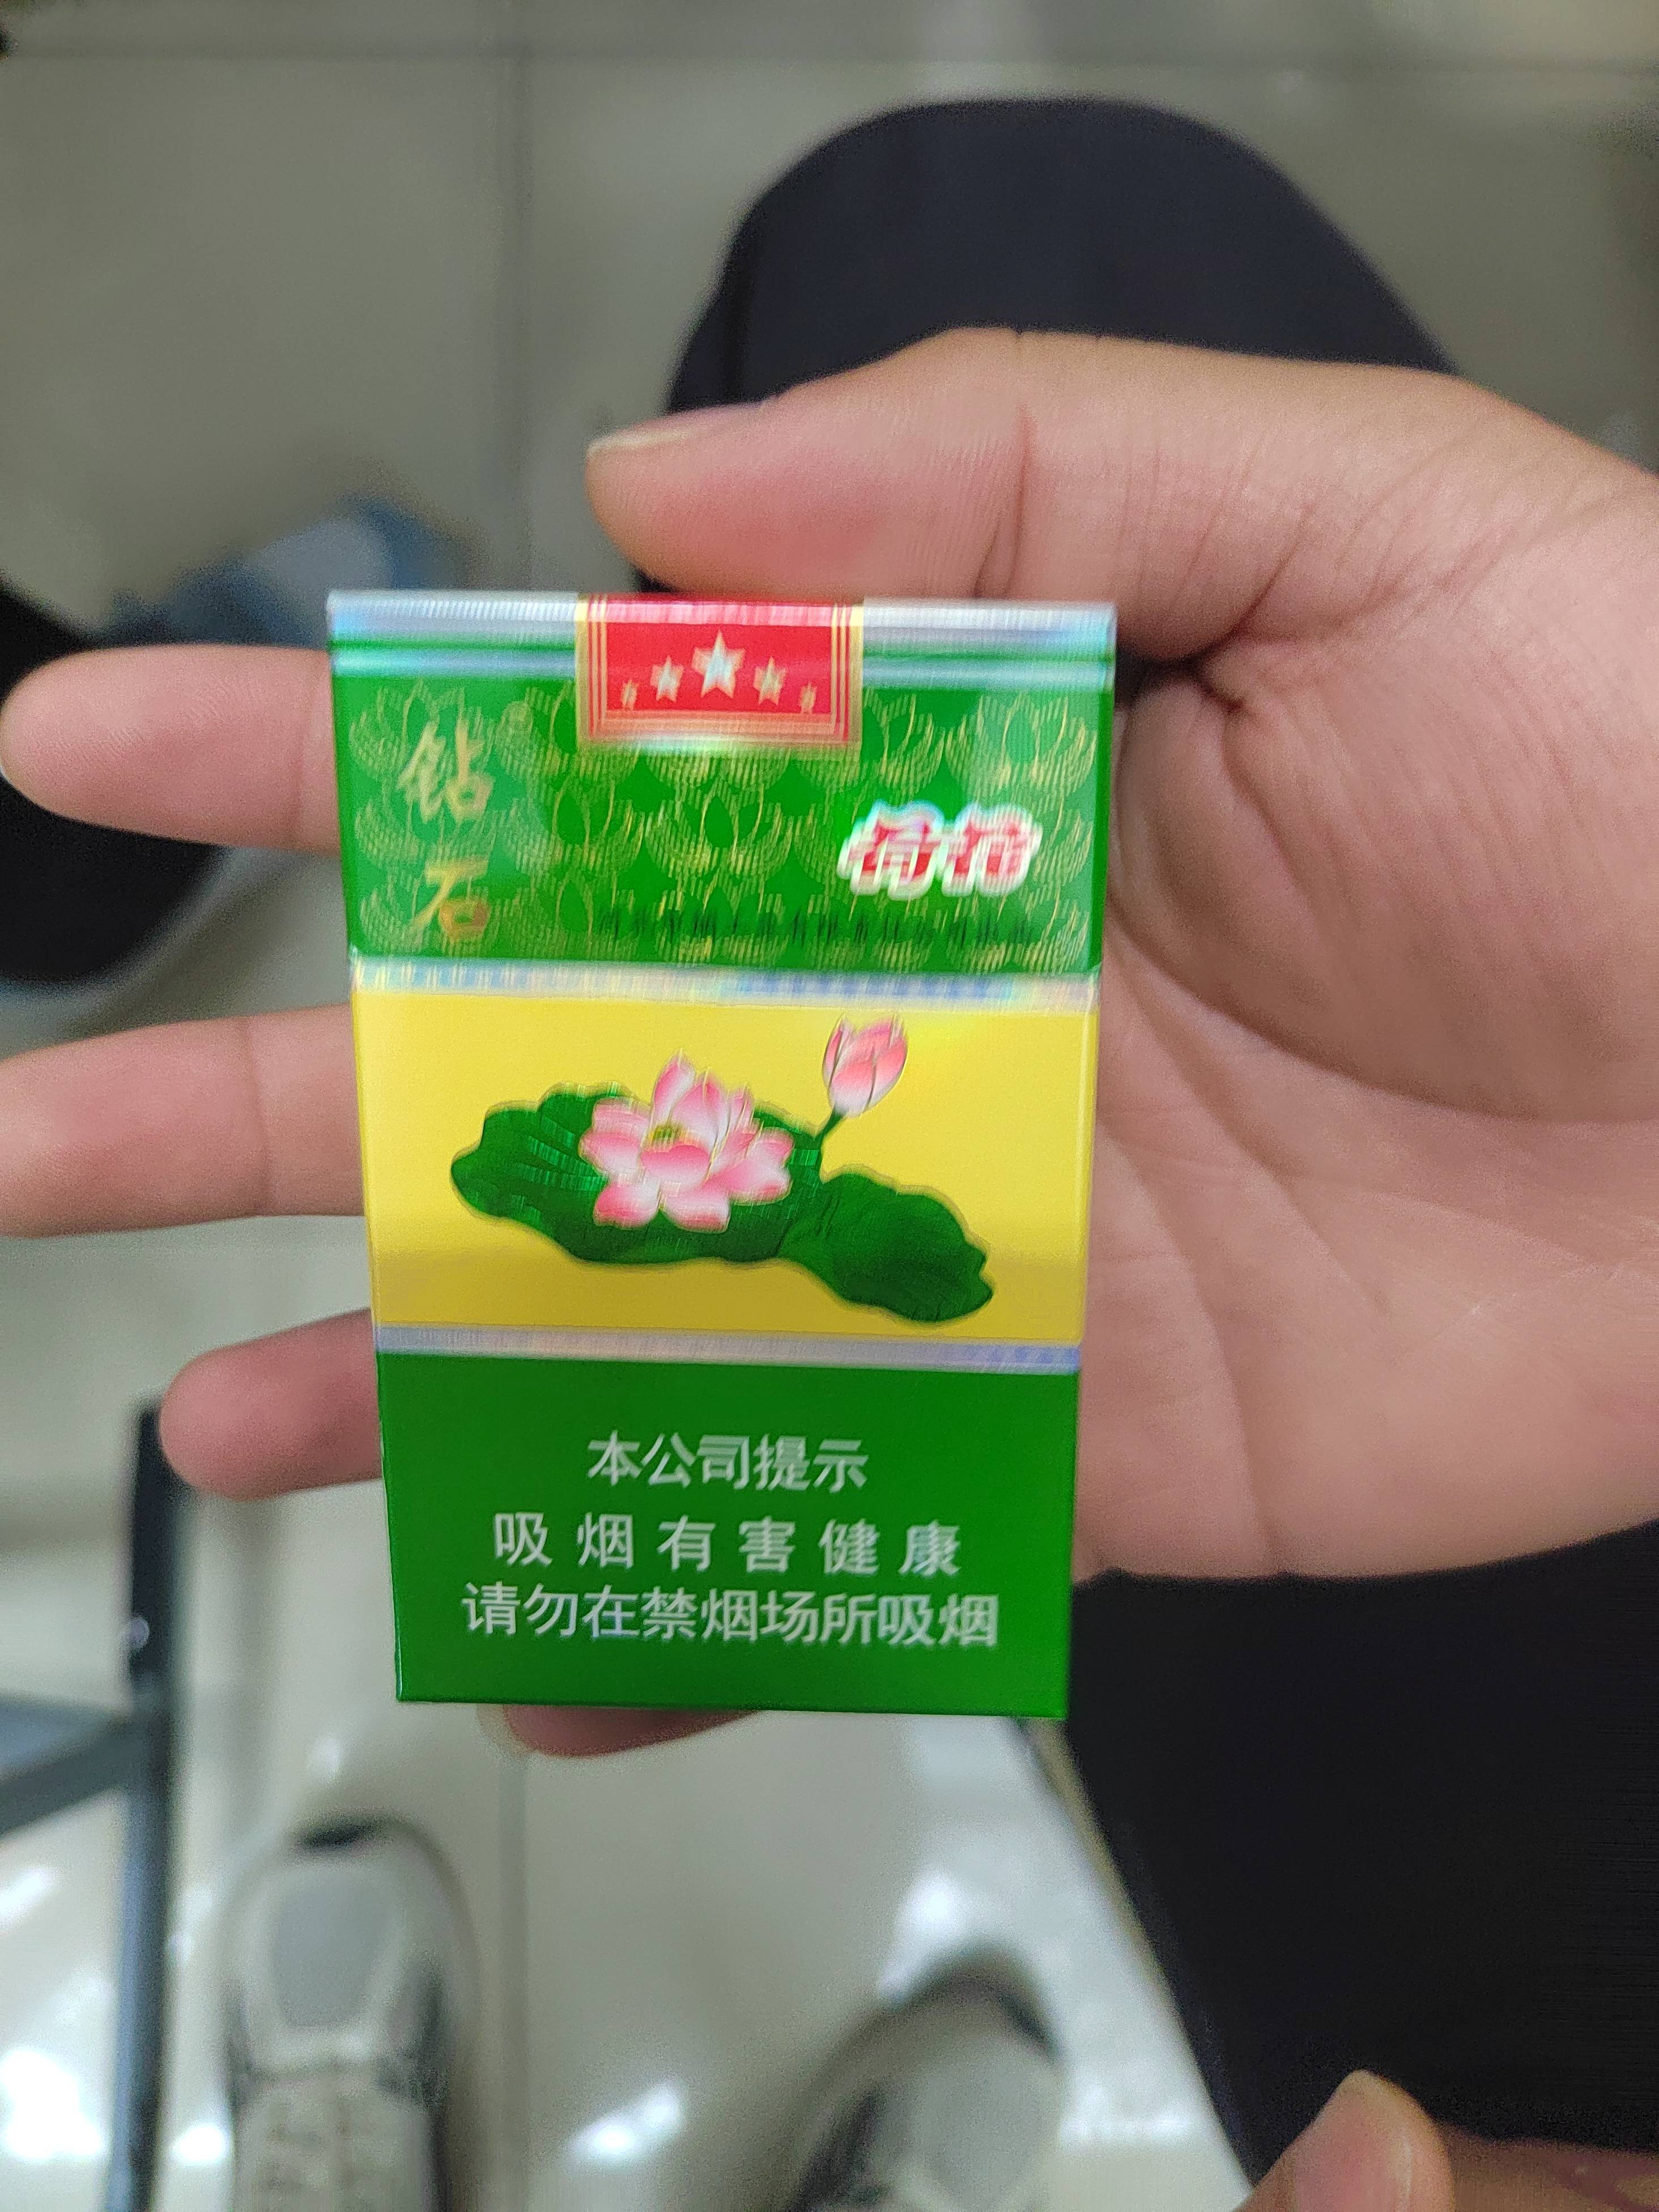 钻石
荷花
本公司提示
吸烟有害健康
请勿在禁烟场所吸烟